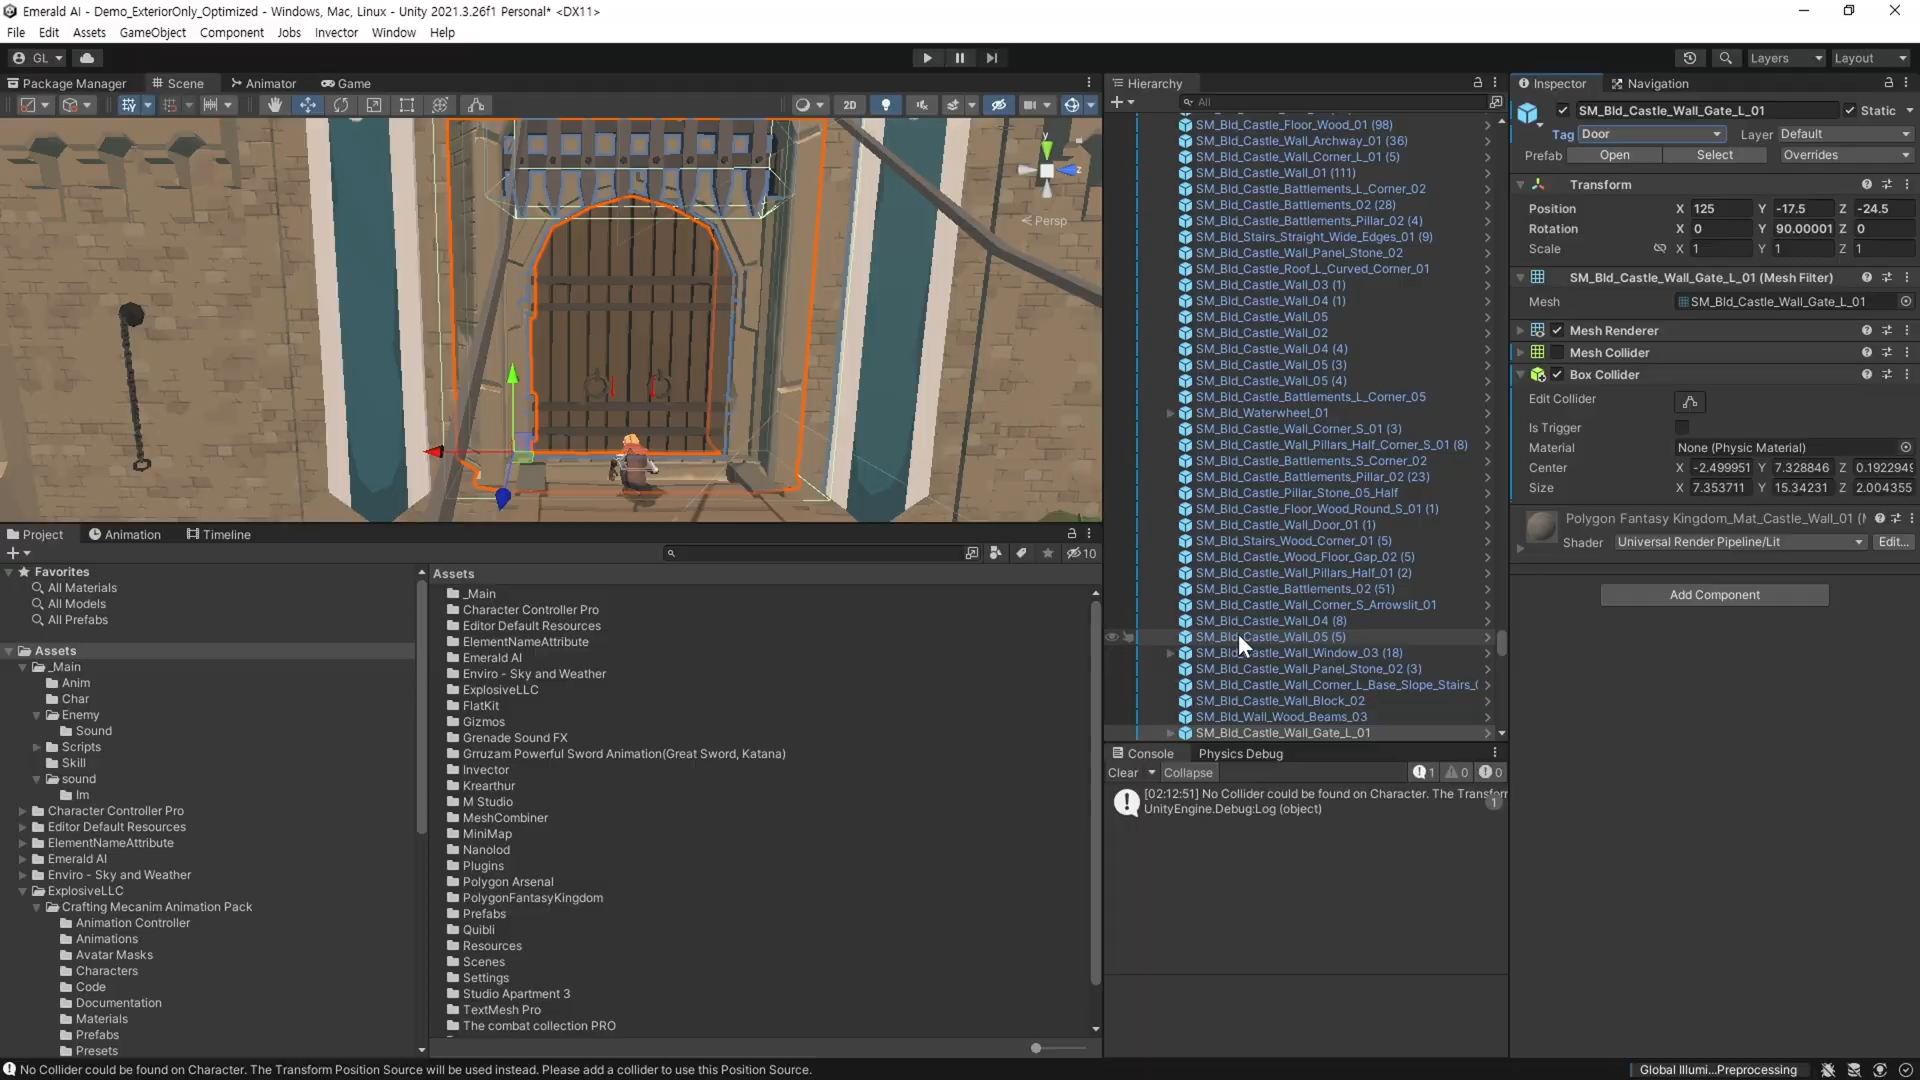 Emerald AI - Demo_ExteriorOnly_Optimized - Windows, Mac, Linux - Unity 2021.3.26f1 Personal* <DX11>
File Edit Assets GameObject Component Jobs Invector Window Help
GL Layers Layout
Package Manager Scene Animator Game
2D
y
z
Persp
Hierarchy
All
SM_Bld_Castle_Floor_Wood_01 (98)
SM_Bld_Castle_Wall_Archway_01 (36)
SM_Bld_Castle_Wall_Corner_L_01 (5)
SM_Bld_Castle_Wall_01 (111)
SM_Bld_Castle_Battlements_L_Corner_02
SM_Bld_Castle_Battlements_02 (28)
SM_Bld_Castle_Battlements_Pillar_02 (4)
SM_Bld_Stairs_Straight_Wide_Edges_01 (9)
SM_Bld_Castle_Wall_Panel_Stone_02
SM_Bld_Castle_Roof_L_Curved_Corner_01
SM_Bld_Castle_Wall_03 (1)
SM_Bld_Castle_Wall_04 (1)
SM_Bld_Castle_Wall_05
SM_Bld_Castle_Wall_02
SM_Bld_Castle_Wall_04 (4)
SM_Bld_Castle_Wall_05 (3)
SM_Bld_Castle_Wall_05 (4)
SM_Bld_Castle_Battlements_L_Corner_05
SM_Bld_Waterwheel_01
SM_Bld_Castle_Wall_Corner_S_01 (3)
SM_Bld_Castle_Wall_Pillars_Half_Corner_S_01 (8)
SM_Bld_Castle_Battlements_S_Corner_02
SM_Bld_Castle_Battlements_Pillar_02 (23)
SM_Bld_Castle_Pillar_Stone_05_Half
SM_Bld_Castle_Floor_Wood_Round_S_01 (1)
SM_Bld_Castle_Wall_Door_01 (1)
SM_Bld_Stairs_Wood_Corner_01 (5)
SM_Bld_Castle_Wood_Floor_Gap_02 (5)
SM_Bld_Castle_Wall_Pillars_Half_01 (2)
SM_Bld_Castle_Battlements_02 (51)
SM_Bld_Castle_Wall_Corner_S_Arrowslit_01
SM_Bld_Castle_Wall_04 (8)
SM_Bld_Castle_Wall_05 (5)
SM_Bld_Castle_Wall_Window_03 (18)
SM_Bld_Castle_Wall_Panel_Stone_02 (3)
SM_Bld_Castle_Wall_Corner_L_Base_Slope_Stairs_(
SM_Bld_Castle_Wall_Block_02
SM_Bld_Wall_Wood_Beams_03
SM_Bld_Castle_Wall_Gate_L_01
Inspector Navigation
SM_Bld_Castle_Wall_Gate_L_01 Static
Tag Door Layer Default
Prefab Open Select Overrides
Transform
Position X 125 Y -17.5 Z -24.5
Rotation X 0 Y 90.00001 Z 0
Scale X 1 Y 1 Z 1
SM_Bld_Castle_Wall_Gate_L_01 (Mesh Filter)
Mesh SM_Bld_Castle_Wall_Gate_L_01
Mesh Renderer
Mesh Collider
Box Collider
Edit Collider
Is Trigger
Material None (Physic Material)
Center X -2.499951 Y 7.328846 Z 0.1922949
Size X 7.353711 Y 15.34231 Z 2.004355
Polygon Fantasy Kingdom_Mat_Castle_Wall_01 (M
Shader Universal Render Pipeline/Lit Edit...
Add Component
Project Animation Timeline
10
Favorites
All Materials
All Models
All Prefabs
Assets
_Main
Anim
Char
Enemy
Sound
Scripts
Skill
sound
Im
Character Controller Pro
Editor Default Resources
ElementNameAttribute
Emerald AI
Enviro - Sky and Weather
ExplosiveLLC
Crafting Mecanim Animation Pack
Animation Controller
Animations
Avatar Masks
Characters
Code
Documentation
Materials
Prefabs
Presets
Assets
_Main
Character Controller Pro
Editor Default Resources
ElementNameAttribute
Emerald AI
Enviro - Sky and Weather
ExplosiveLLC
FlatKit
Gizmos
Grenade Sound FX
Grruzam Powerful Sword Animation(Great Sword, Katana)
Invector
Krearthur
M Studio
MeshCombiner
MiniMap
Nanolod
Plugins
Polygon Arsenal
PolygonFantasyKingdom
Prefabs
Quibli
Resources
Scenes
Settings
Studio Apartment 3
TextMesh Pro
The combat collection PRO
Console Physics Debug
Clear Collapse 1 0 0
[02:12:51] No Collider could be found on Character. The Transform
UnityEngine.Debug:Log (object)
1
No Collider could be found on Character. The Transform Position Source will be used instead. Please add a collider to use this Position Source.
Global Illumi...Preprocessing